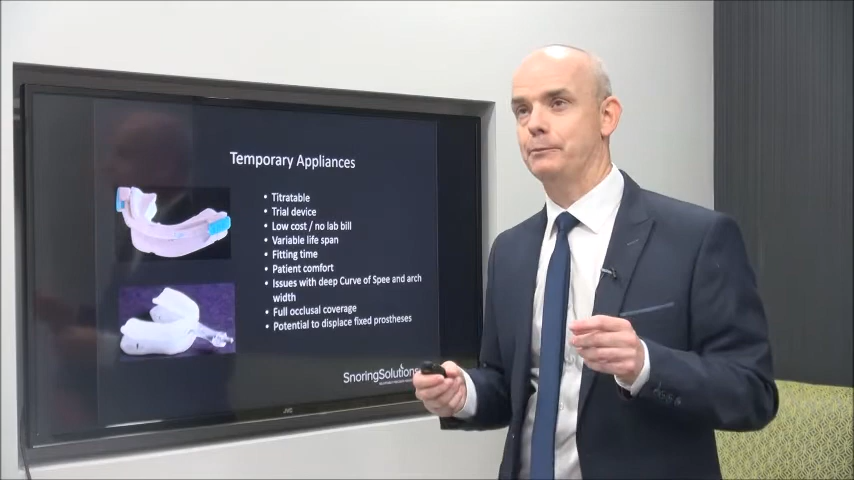 Temporary Appliances
• Titratable
• Trial device
• Low cost / no lab bill
• Variable life span
• Fitting time
• Patient comfort
• Issues with deep Curve of Spee and arch
width
• Full occlusal coverage
• Potential to displace fixed prostheses
SnoringSolutions
JVC